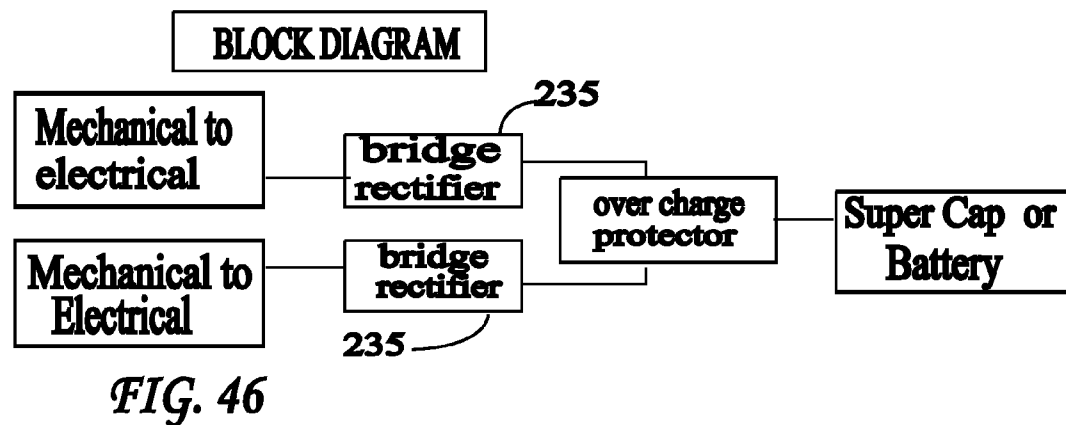 BLOCK DIAGRAM
235
Mechanical to
electrical
bridge
rectifier
over charge
protector
Super Cap or
Battery
Mechanical to
Electrical
bridge
rectifier
235
FIG. 46